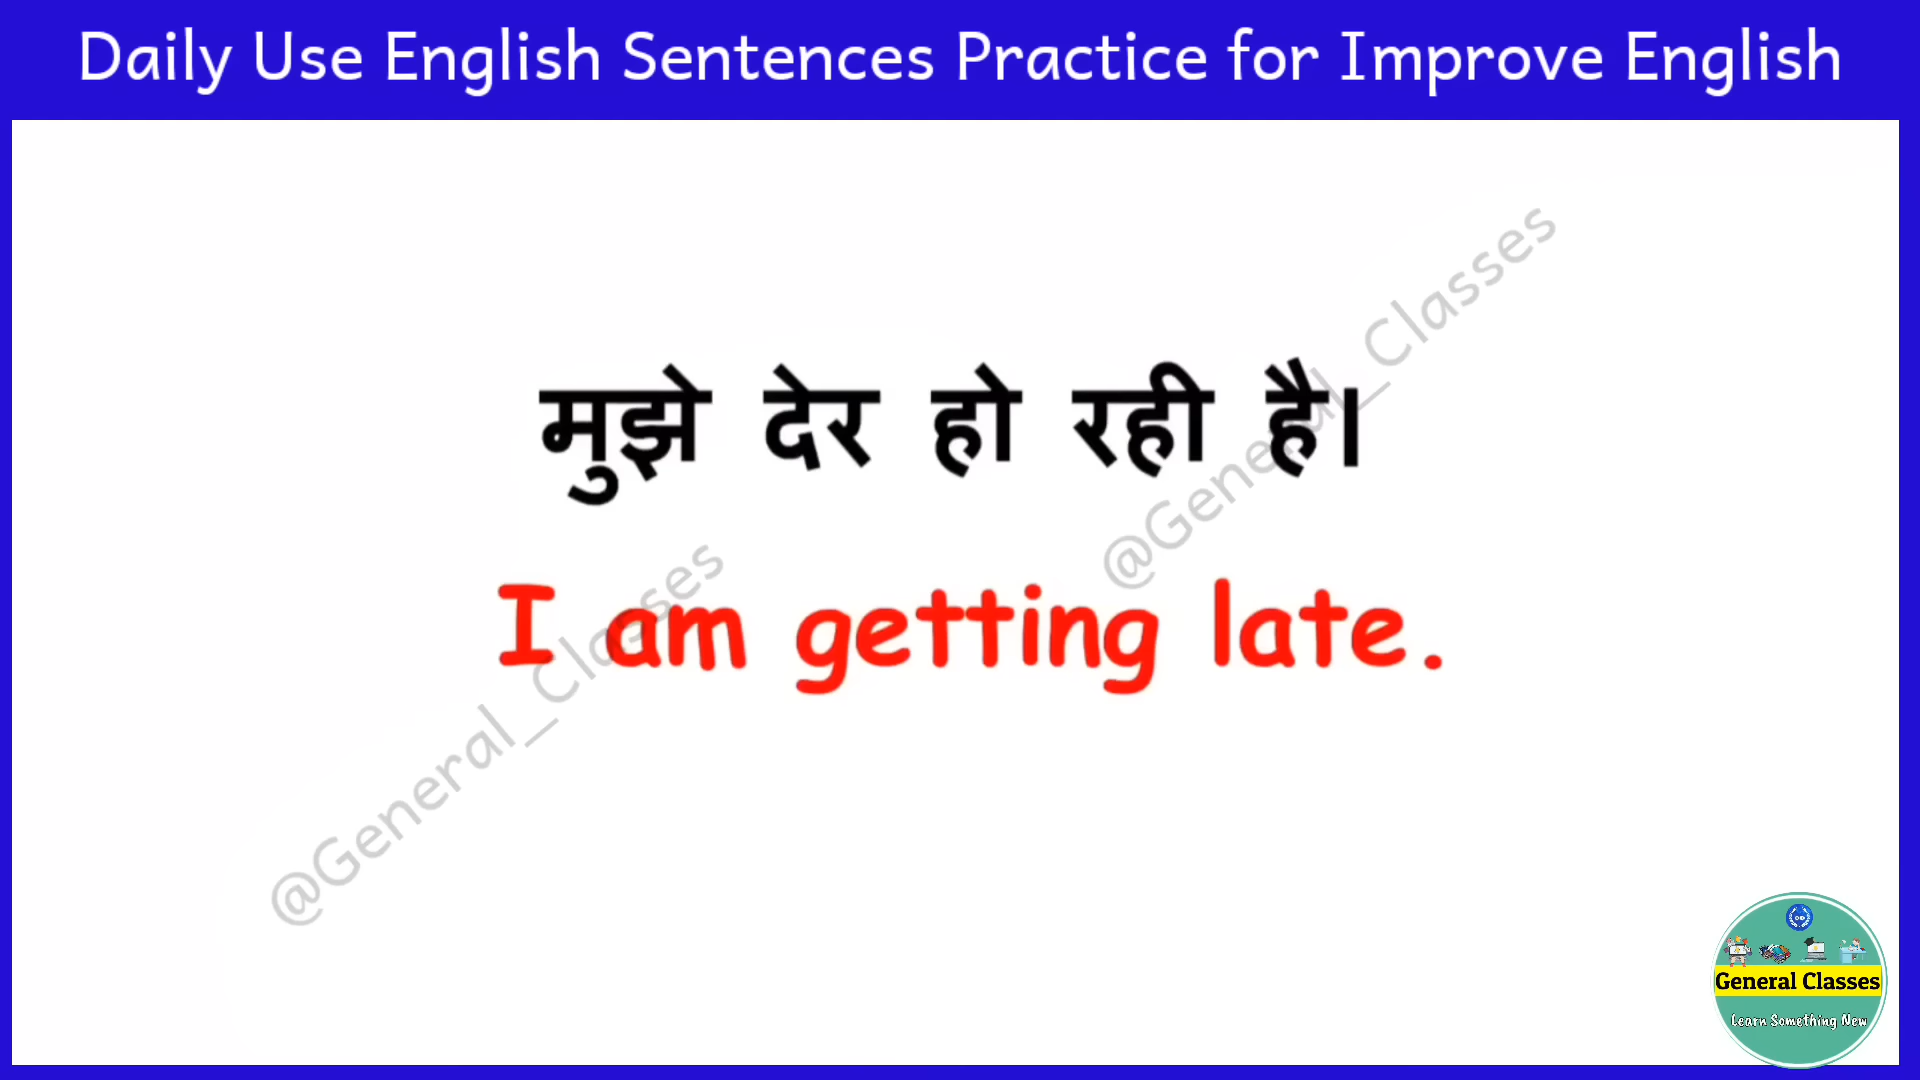 Daily Use English Sentences Practice for Improve English
मुझे देर हो रही है।
@General_Classes
I am getting late.
@General_Classes
General Classes
Learn Something New